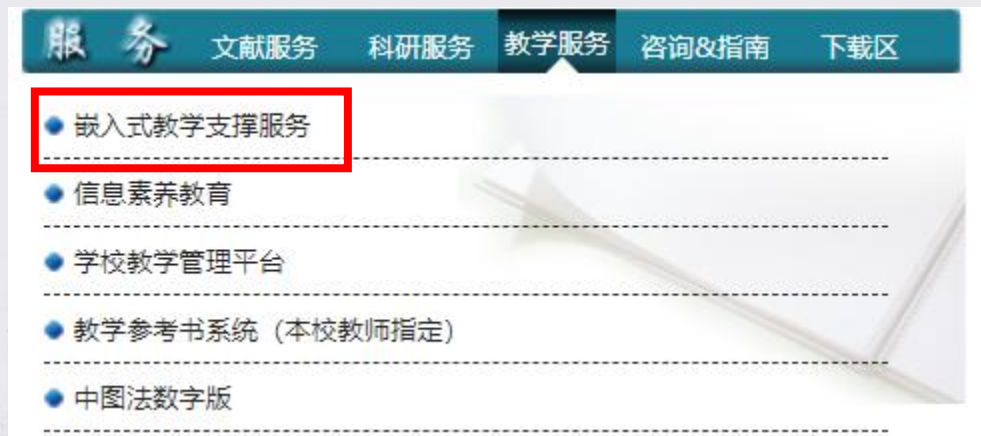 服务 文献服务 科研服务 教学服务 咨询&指南 下载区
嵌入式教学支撑服务
信息素养教育
学校教学管理平台
教学参考书系统（本校教师指定）
中图法数字版